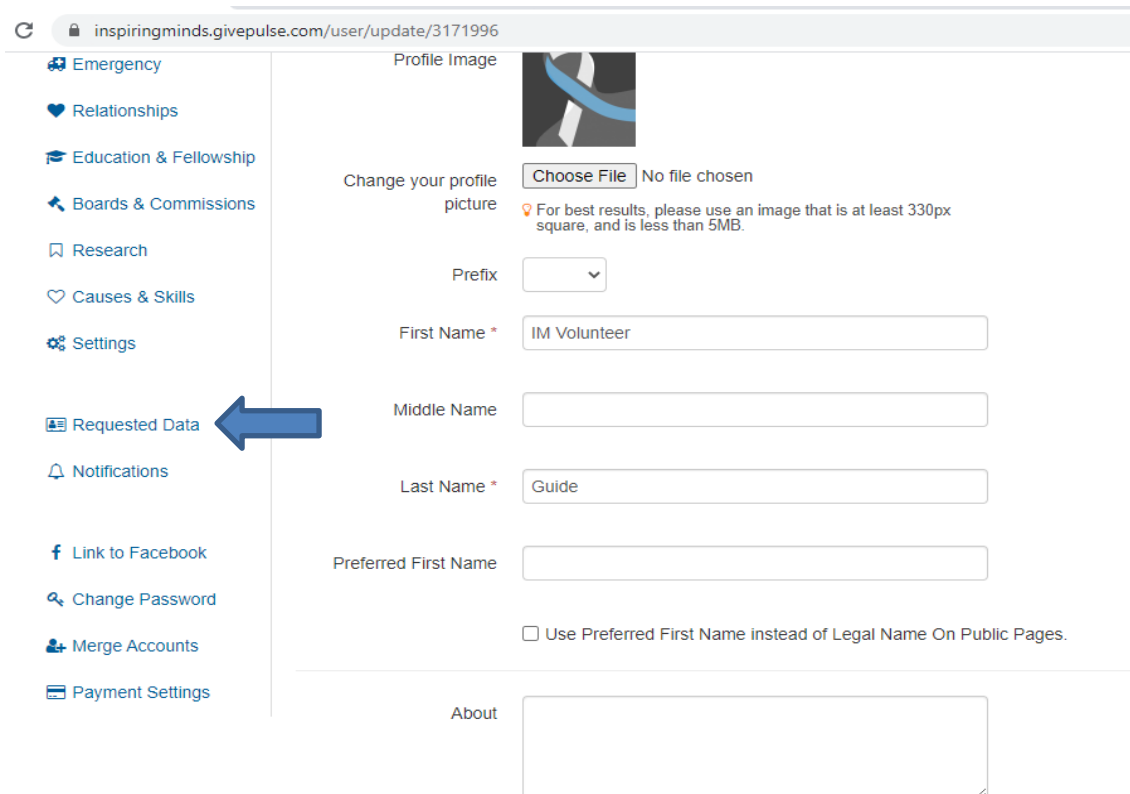 inspiringminds.givepulse.com/user/update/3171996
Emergency
Relationships
Education & Fellowship
Boards & Commissions
Research
Causes & Skills
Settings
Requested Data
Notifications
Link to Facebook
Change Password
Merge Accounts
Payment Settings
Profile Image
Change your profile
picture
Choose File No file chosen
For best results, please use an image that is at least 330px
square, and is less than 5MB.
Prefix
First Name * IM Volunteer
Middle Name
Last Name * Guide
Preferred First Name
Use Preferred First Name instead of Legal Name On Public Pages.
About